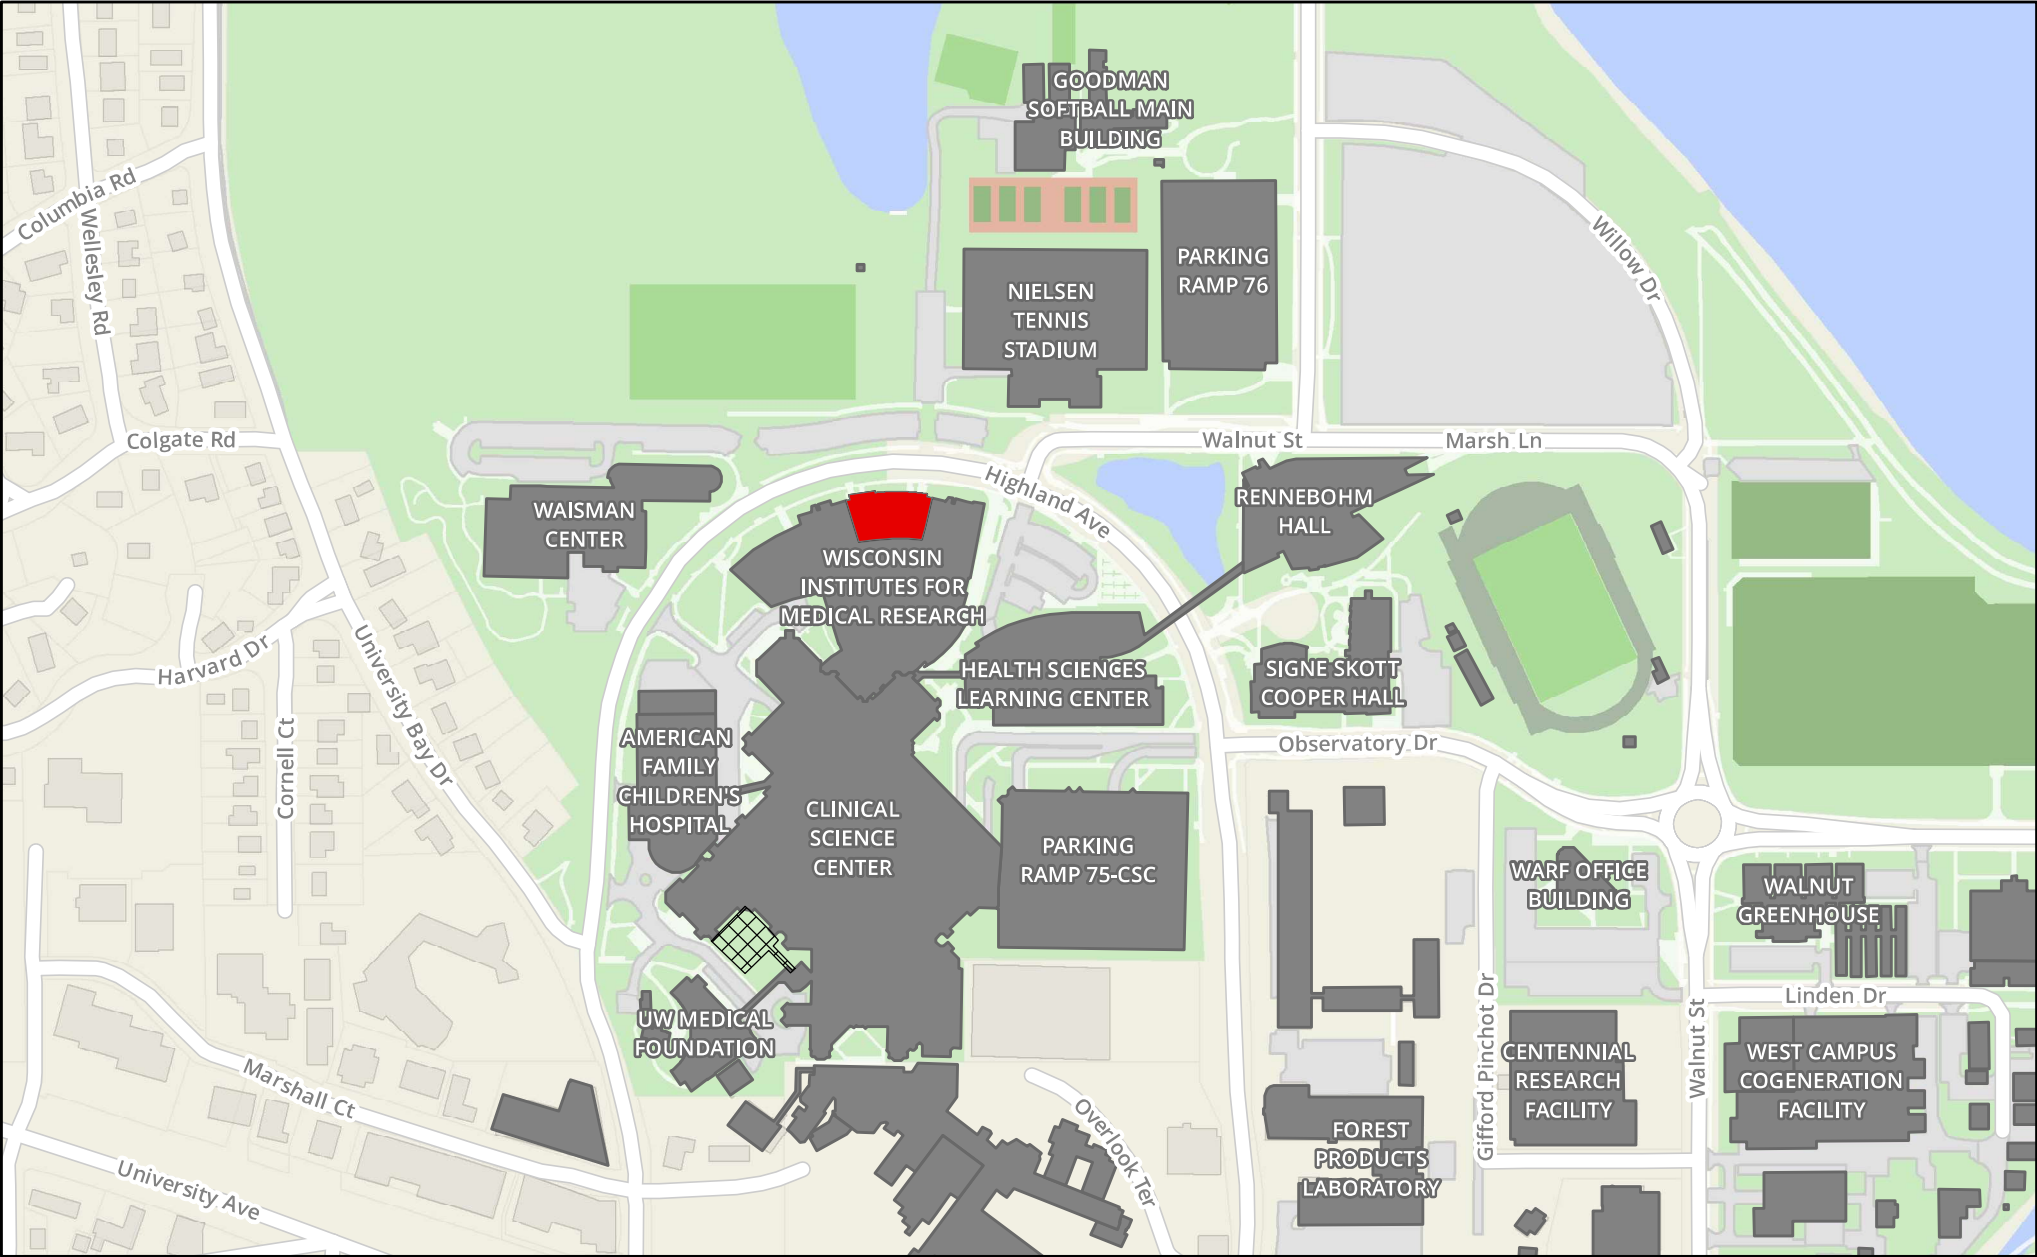 GOODMAN
SOFTBALL MAIN
BUILDING
Columbia Rd
Wellesley Rd
PARKING
RAMP 76
Willow Dr
NIELSEN
TENNIS
STADIUM
Colgate Rd
Walnut St
Marsh Ln
Highland Ave
WAISMAN
CENTER
RENNEBOHM
HALL
WISCONSIN
INSTITUTES FOR
MEDICAL RESEARCH
Harvard Dr
University Bay Dr
HEALTH SCIENCES
LEARNING CENTER
SIGNE SKOTT
COOPER HALL
Cornell Ct
AMERICAN
FAMILY
CHILDREN'S
HOSPITAL
Observatory Dr
CLINICAL
SCIENCE
CENTER
PARKING
RAMP 75-CSC
WARF OFFICE
BUILDING
WALNUT
GREENHOUSE
Linden Dr
UW MEDICAL
FOUNDATION
Gifford Pinchot Dr
Walnut St
CENTENNIAL
RESEARCH
FACILITY
WEST CAMPUS
COGENERATION
FACILITY
Marshall Ct
Overlook Ter
FOREST
PRODUCTS
LABORATORY
University Ave